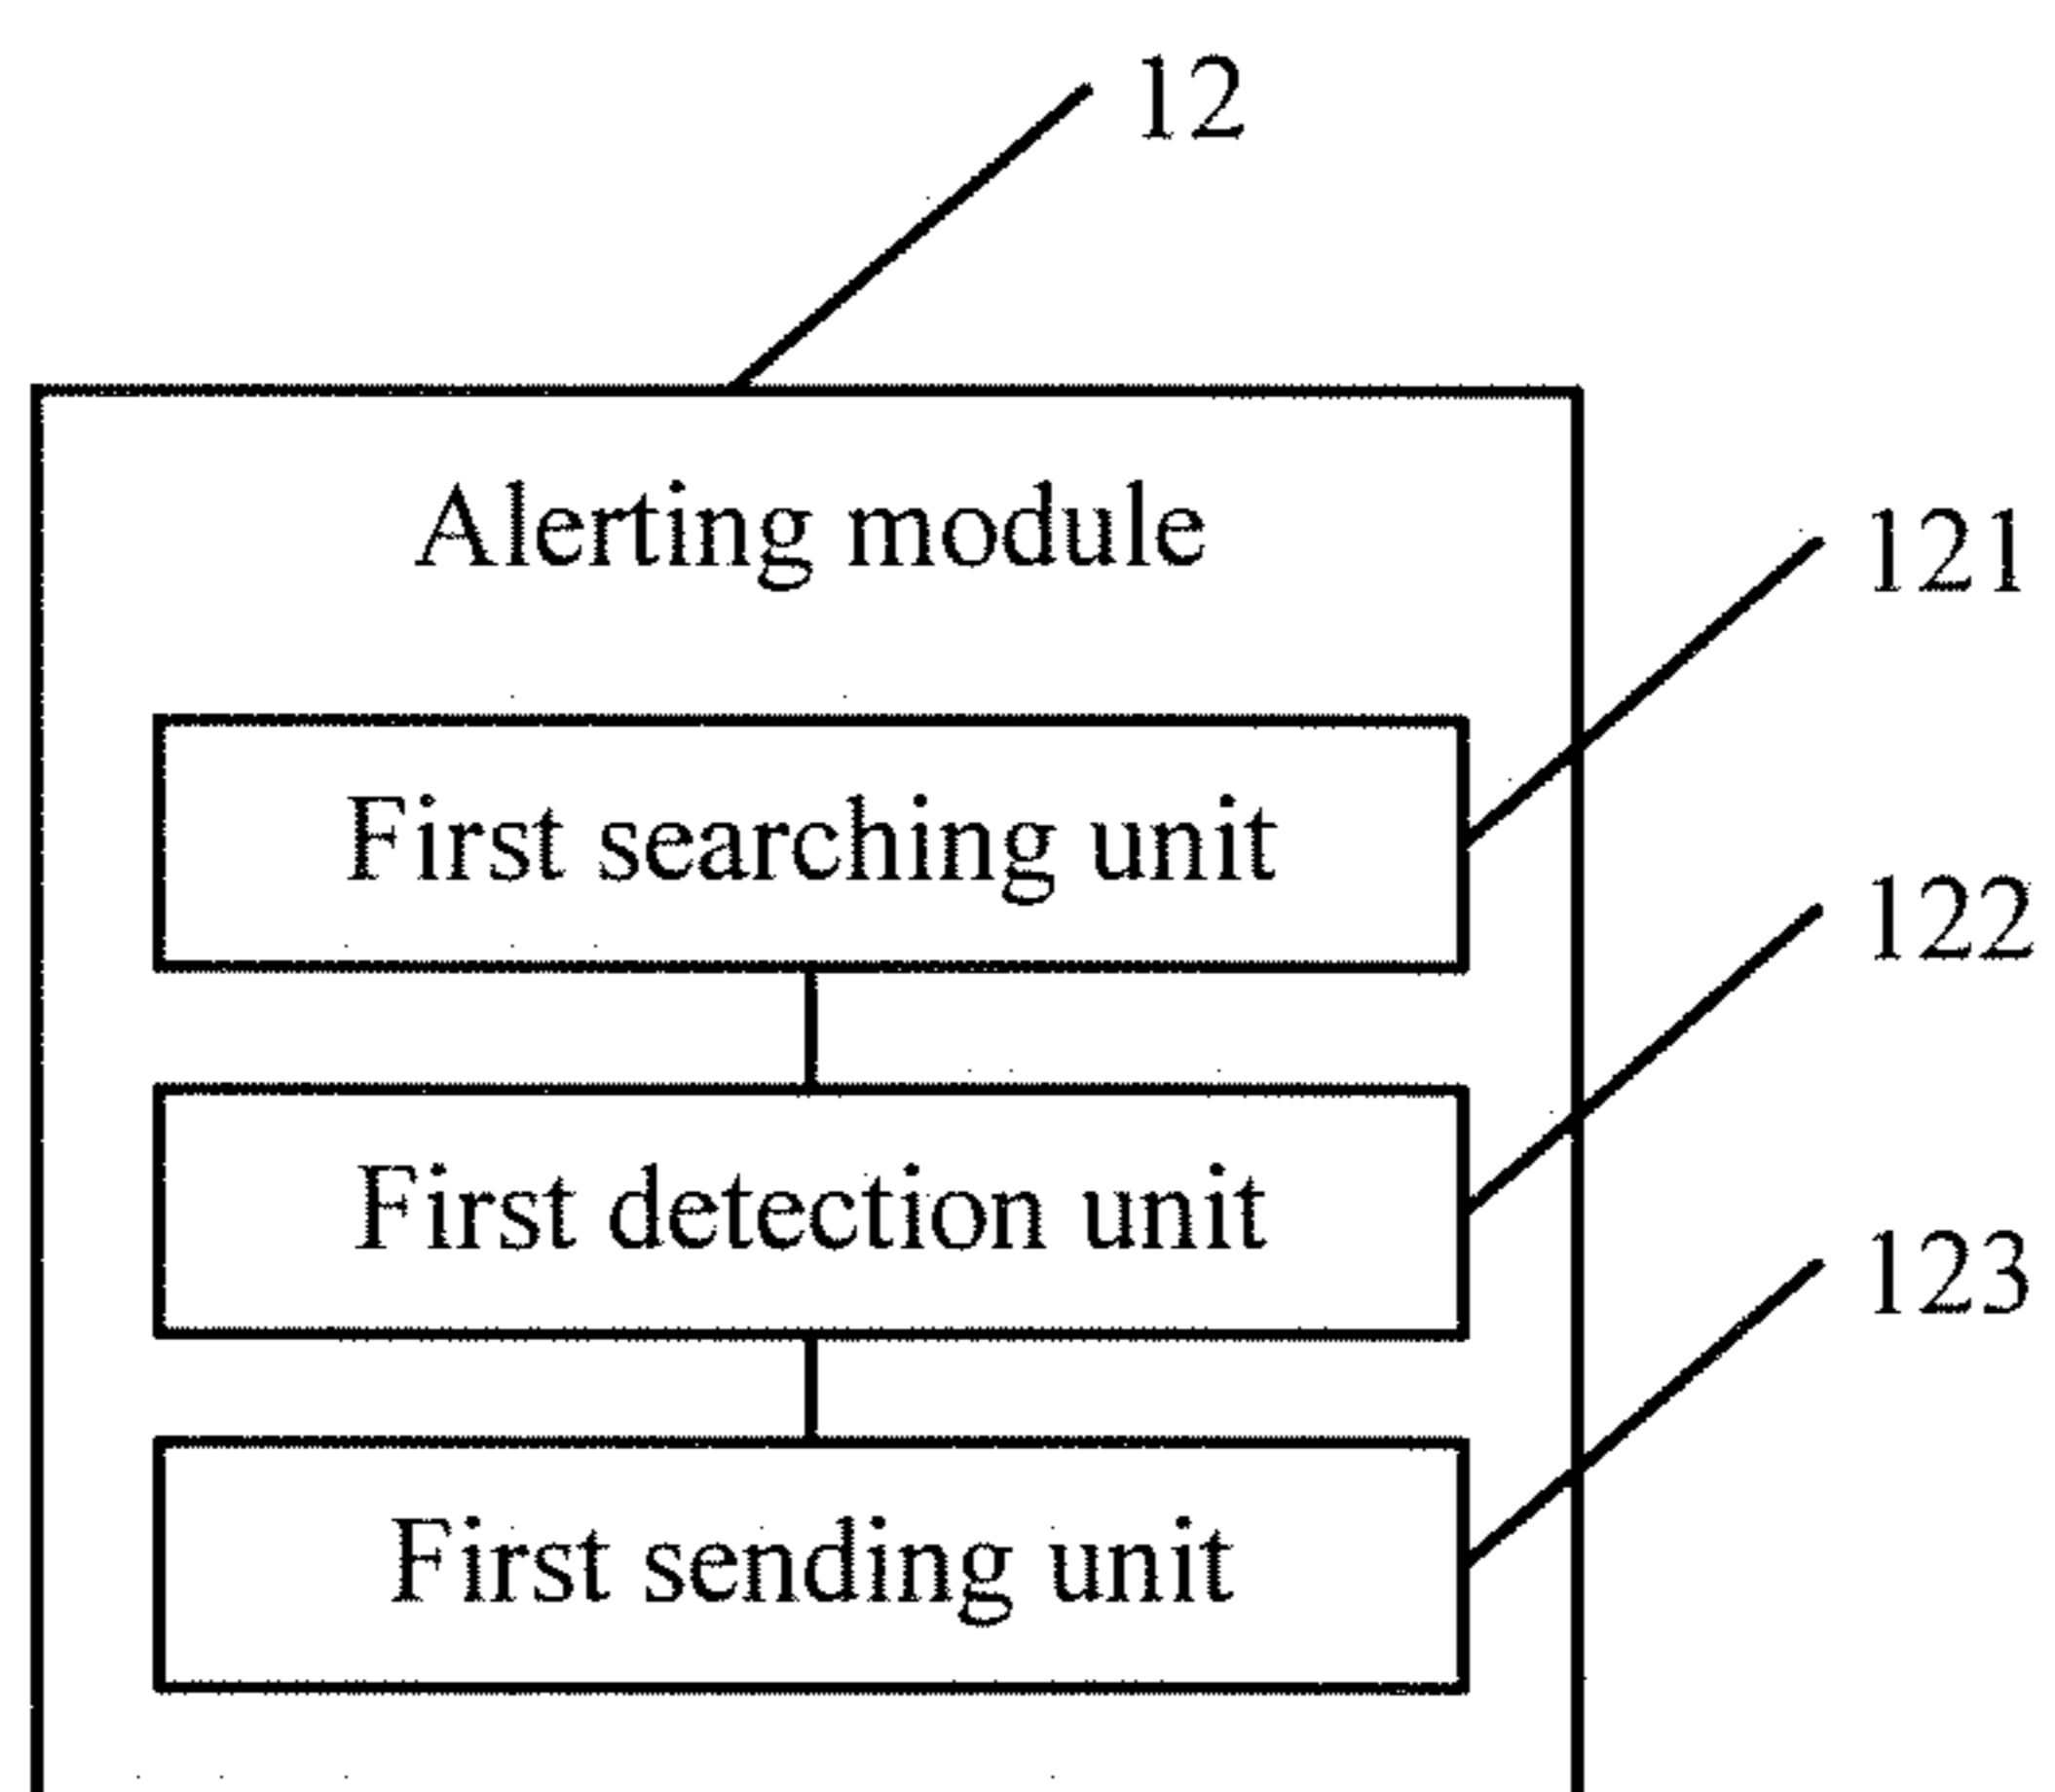 12
Alerting module
121
First searching unit
122
First detection unit
123
First sending unit